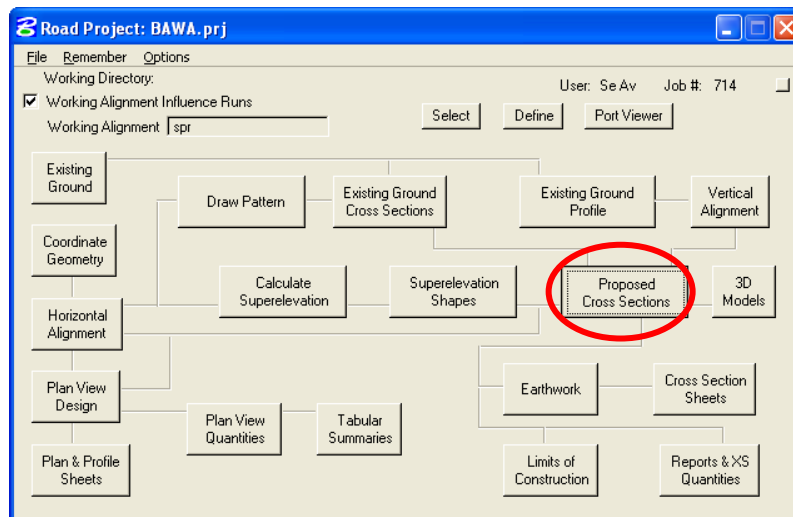 Road Project: BAWA.prj
File Remember Options
Working Directory:
User: Se Av Job #: 714
Working Alignment Influence Runs
Working Alignment spr
Select Define Port Viewer
Existing
Ground
Draw Pattern
Existing Ground
Cross Sections
Existing Ground
Profile
Vertical
Alignment
Coordinate
Geometry
Calculate
Superelevation
Superelevation
Shapes
Proposed
Cross Sections
3D
Models
Horizontal
Alignment
Plan View
Design
Earthwork
Cross Section
Sheets
Plan View
Quantities
Tabular
Summaries
Plan & Profile
Sheets
Limits of
Construction
Reports & XS
Quantities